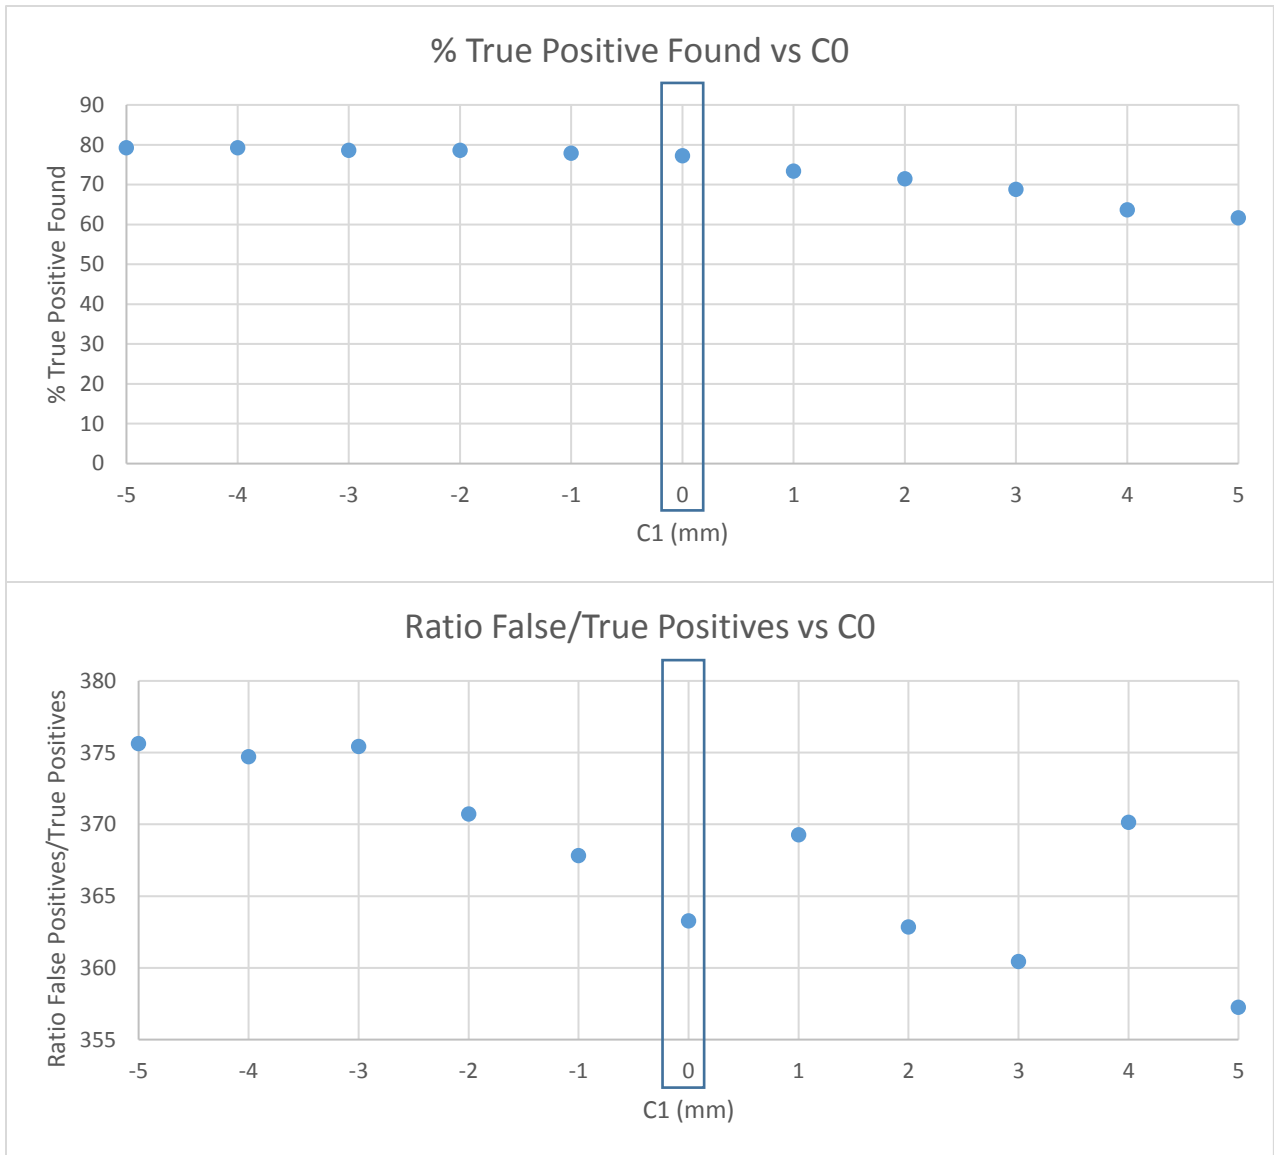 % True Positive Found vs C0
% True Positive Found
90
80
70
60
50
40
30
20
10
0
-5 -4 -3 -2 -1 0 1 2 3 4 5
C1 (mm)
Ratio False/True Positives vs C0
Ratio False Positives/True Positives
380
375
370
365
360
355
-5 -4 -3 -2 -1 0 1 2 3 4 5
C1 (mm)